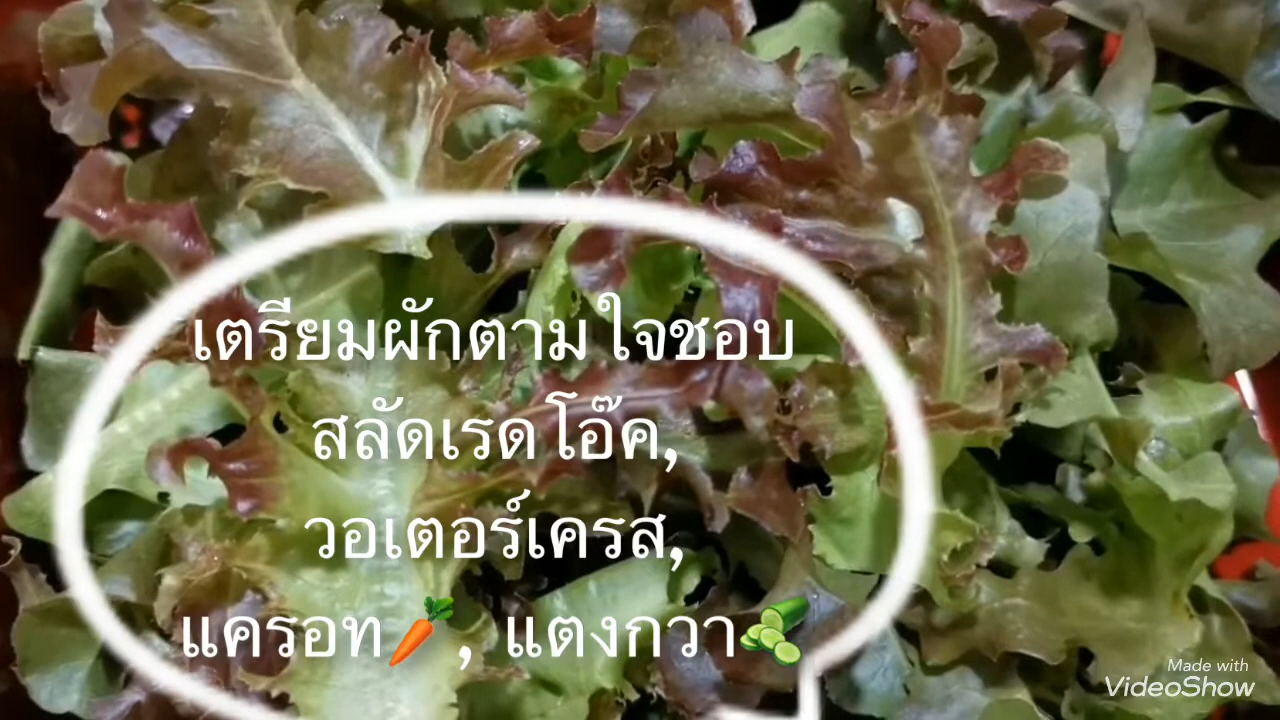 เตรียมผักตามใจชอบ
สลัดเรดโอ๊ค,
วอเตอร์เครส,
แครอท🥕, แตงกวา🥒
Made with
VideoShow